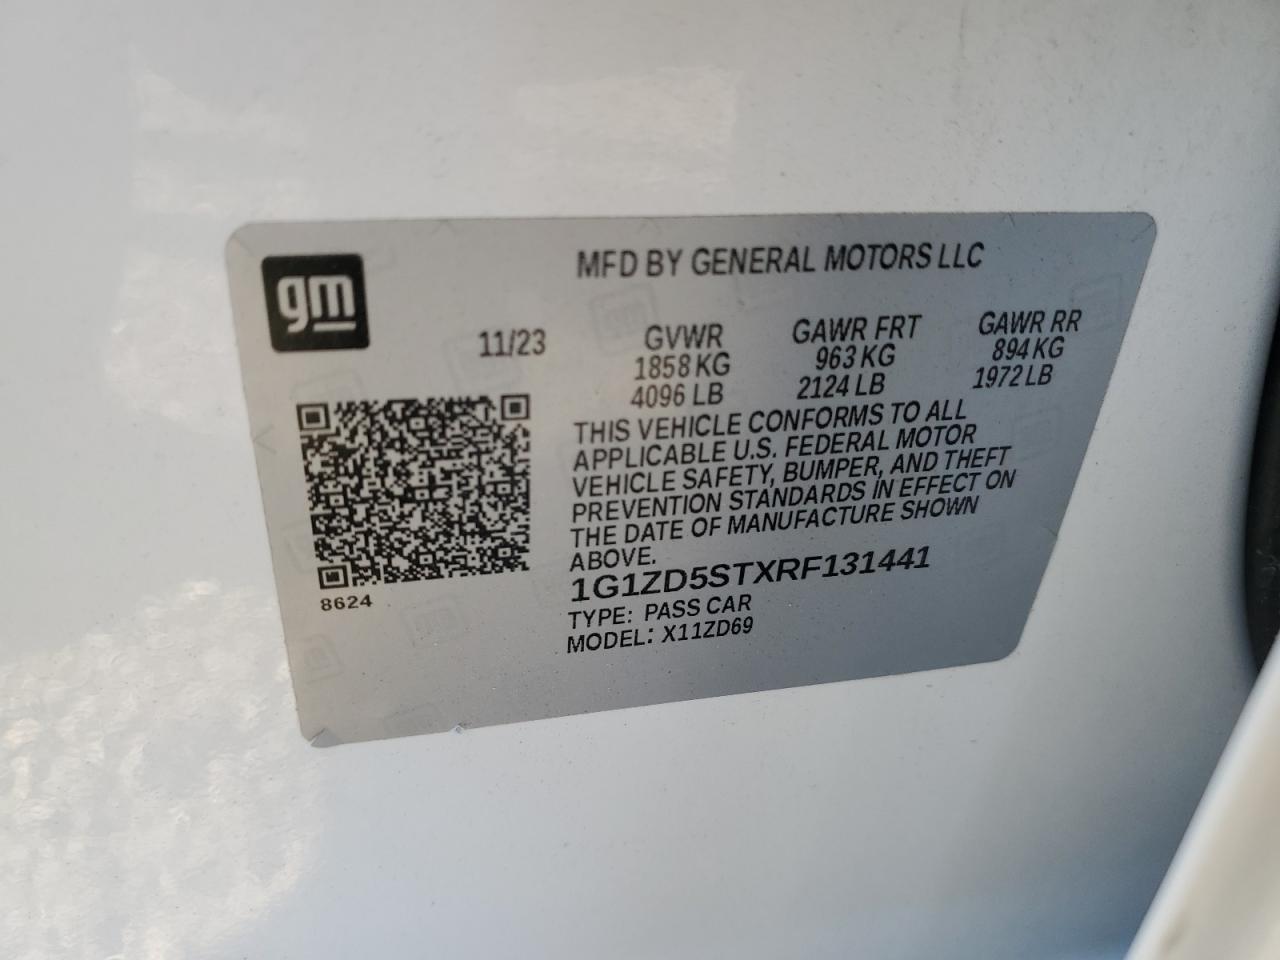 gm
MFD BY GENERAL MOTORS LLC
11/23
GVWR
1858 KG
4096 LB
GAWR FRT
963 KG
2124 LB
GAWR RR
894 KG
1972 LB
THIS VEHICLE CONFORMS TO ALL
APPLICABLE U.S. FEDERAL MOTOR
VEHICLE SAFETY, BUMPER, AND THEFT
PREVENTION STANDARDS IN EFFECT ON
THE DATE OF MANUFACTURE SHOWN
ABOVE.
1G1ZD5STXRF131441
TYPE: PASS CAR
MODEL: X11ZD69
8624